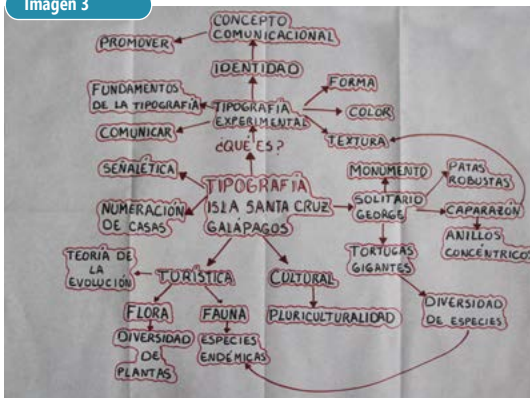 Imagen 3
CONCEPTO
COMUNICACIONAL
PROMOVER
IDENTIDAD
FUNDAMENTOS
DE LA TIPOGRAFÍA
TIPOGRAFÍA
EXPERIMENTAL
FORMA
COLOR
TEXTURA
COMUNICAR
¿QUÉ ES?
SEÑALÉTICA
NUMERACIÓN
DE CASAS
TIPOGRAFÍA
ISLA SANTA CRUZ
GALÁPAGOS
MONUMENTO
SOLITARIO
GEORGE
PATAS
ROBUSTAS
CAPARAZÓN
ANILLOS
CONCÉNTRICOS
TORTUGAS
GIGANTES
DIVERSIDAD
DE ESPECIES
TEORÍA DE
LA
EVOLUCIÓN
TURÍSTICA
CULTURAL
FLORA
FAUNA
PLURICULTURALIDAD
DIVERSIDAD
DE
PLANTAS
ESPECIES
ENDÉMICAS